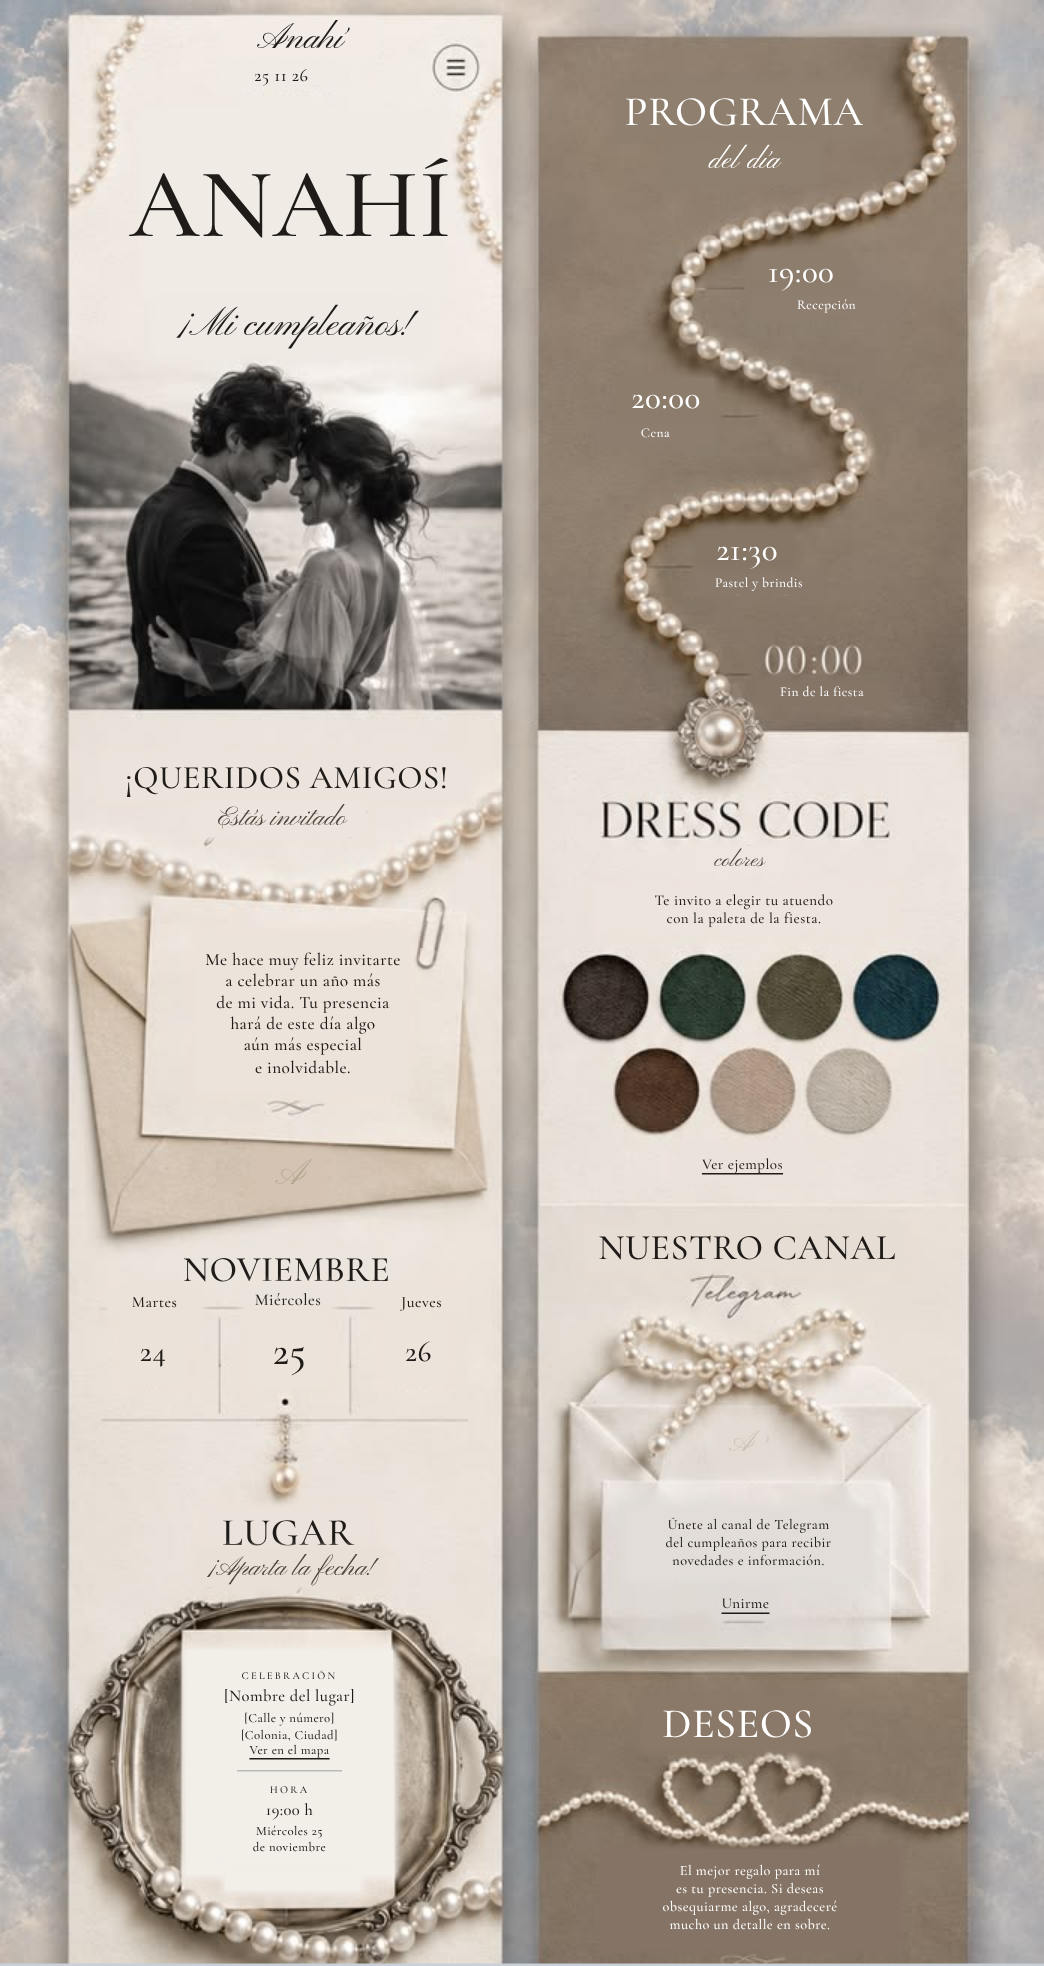 Anahí
25 11 26
ANAHÍ
¡Mi cumpleaños!
¡QUERIDOS AMIGOS!
Estás invitado
Me hace muy feliz invitarte
a celebrar un año más
de mi vida. Tu presencia
hará de este día algo
aún más especial
e inolvidable.
A
NOVIEMBRE
Martes Miércoles Jueves
24 25 26
LUGAR
¡Aparta la fecha!
CELEBRACIÓN
[Nombre del lugar]
[Calle y número]
[Colonia, Ciudad]
Ver en el mapa
HORA
19:00 h
Miércoles 25
de noviembre
PROGRAMA
del día
19:00
Recepción
20:00
Cena
21:30
Pastel y brindis
00:00
Fin de la fiesta
DRESS CODE
colores
Te invito a elegir tu atuendo
con la paleta de la fiesta.
Ver ejemplos
NUESTRO CANAL
Telegram
A
Únete al canal de Telegram
del cumpleaños para recibir
novedades e información.
Unirme
DESEOS
El mejor regalo para mí
es tu presencia. Si deseas
obsequiarme algo, agradeceré
mucho un detalle en sobre.